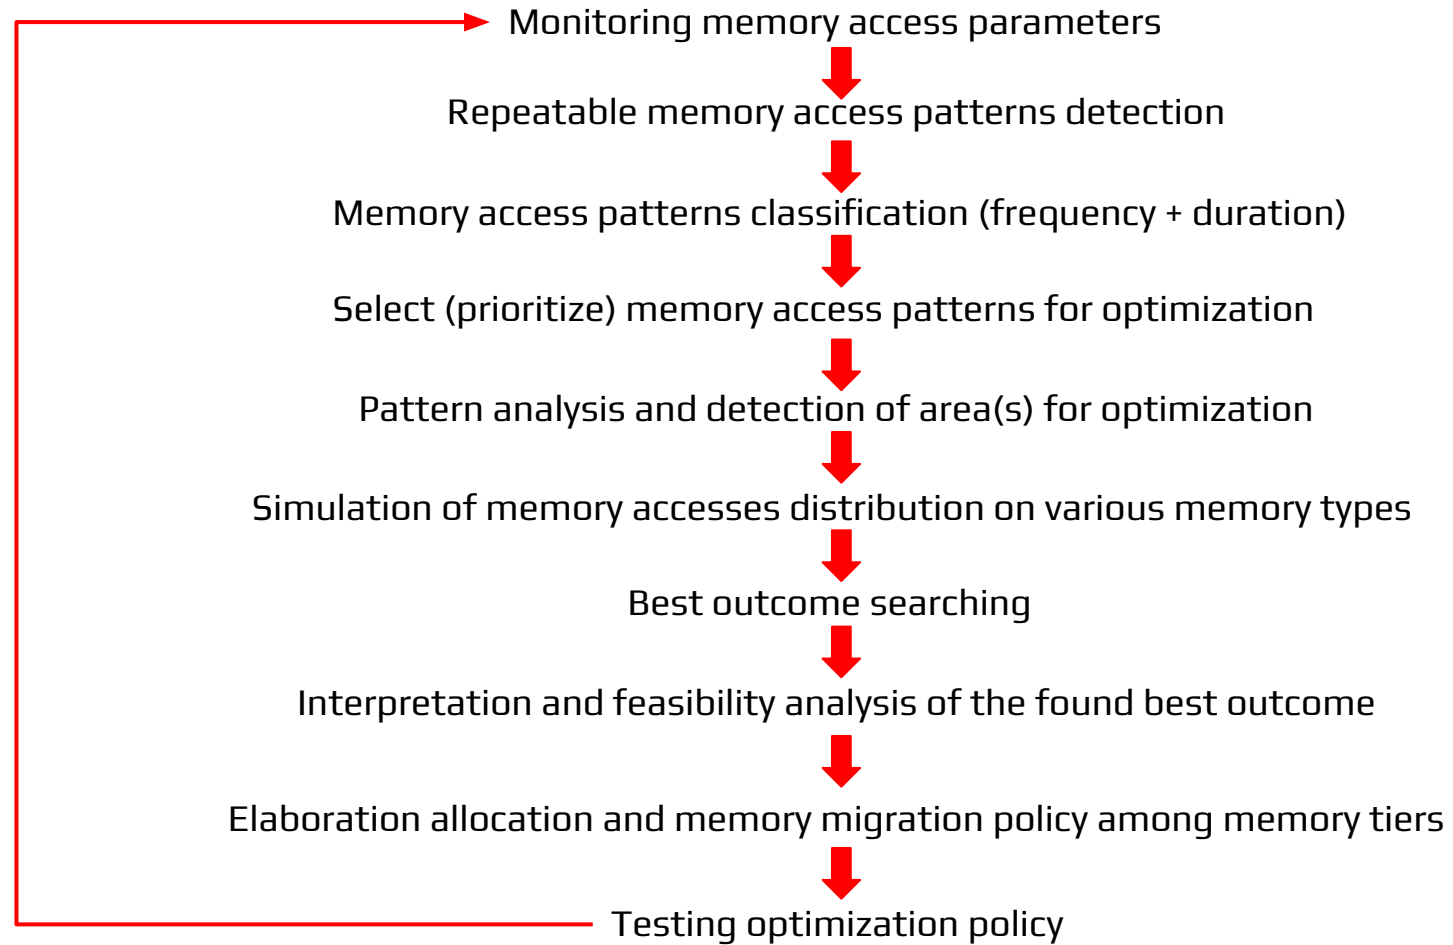 Monitoring memory access parameters
Repeatable memory access patterns detection
Memory access patterns classification (frequency + duration)
Select (prioritize) memory access patterns for optimization
Pattern analysis and detection of area(s) for optimization
Simulation of memory accesses distribution on various memory types
Best outcome searching
Interpretation and feasibility analysis of the found best outcome
Elaboration allocation and memory migration policy among memory tiers
Testing optimization policy